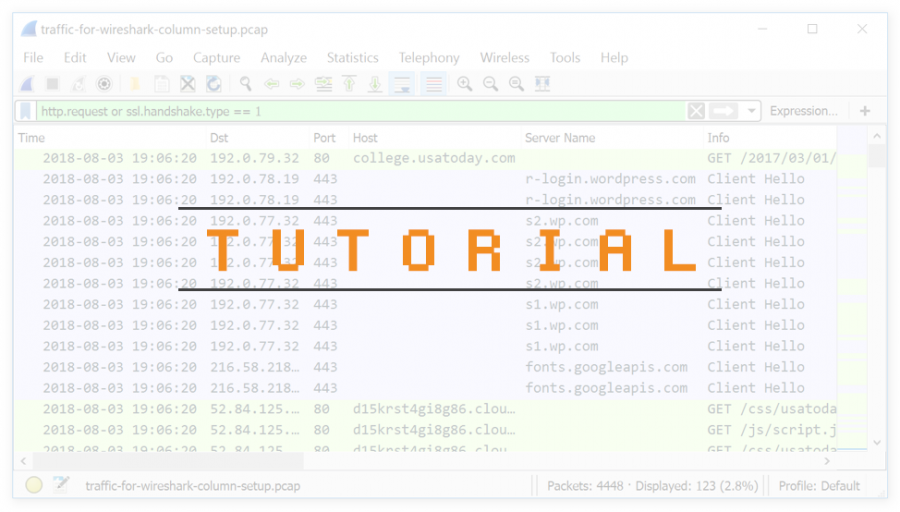 traffic-for-wireshark-column-setup.pcap
File Edit View Go Capture Analyze Statistics Telephony Wireless Tools Help
http.request or ssl.handshake.type == 1 Expression... +
Time Dst Port Host Server Name Info
2018-08-03 19:06:20 192.0.79.32 80 college.usatoday.com GET /2017/03/01/
2018-08-03 19:06:20 192.0.78.19 443 r-login.wordpress.com Client Hello
2018-08-03 19:06:20 192.0.78.19 443 r-login.wordpress.com Client Hello
2018-08-03 19:06:20 192.0.77.32 443 s2.wp.com Client Hello
2018-08-03 19:06:20 192.0.77.32 443 s2.wp.com Client Hello
TUTORIAL
2018-08-03 19:06:20 192.0.77.32 443 s2.wp.com Client Hello
2018-08-03 19:06:20 192.0.77.32 443 s2.wp.com Client Hello
2018-08-03 19:06:20 192.0.77.32 443 s1.wp.com Client Hello
2018-08-03 19:06:20 192.0.77.32 443 s1.wp.com Client Hello
2018-08-03 19:06:20 192.0.77.32 443 s1.wp.com Client Hello
2018-08-03 19:06:20 216.58.218... 443 fonts.googleapis.com Client Hello
2018-08-03 19:06:20 216.58.218... 443 fonts.googleapis.com Client Hello
2018-08-03 19:06:20 52.84.125.... 80 d15krst4gi8g86.clou... GET /css/usatoda
2018-08-03 19:06:20 52.84.125.... 80 d15krst4gi8g86.clou... GET /js/script.j
2018-08-03 19:06:20 52.84.125.... 80 d15krst4gi8g86.clou... GET /css/usatoda
traffic-for-wireshark-column-setup.pcap Packets: 4448 · Displayed: 123 (2.8%) Profile: Default